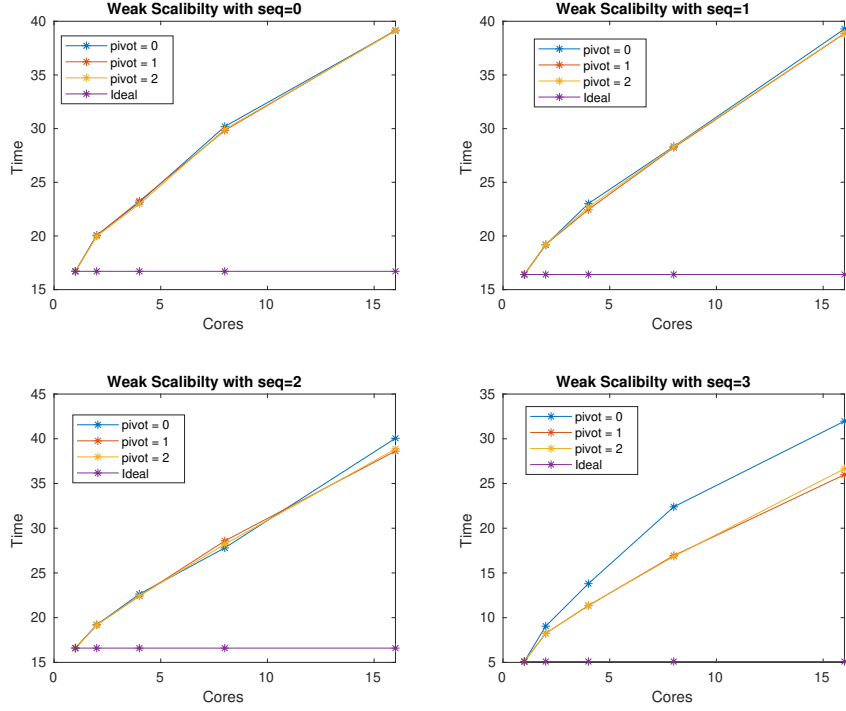 Weak Scalibilty with seq=0
40
35
30
25
20
15
0
5
10
15
Time
Cores
pivot = 0
pivot = 1
pivot = 2
Ideal
Weak Scalibilty with seq=1
40
35
30
25
20
15
0
5
10
15
Time
Cores
pivot = 0
pivot = 1
pivot = 2
Ideal
Weak Scalibilty with seq=2
45
40
35
30
25
20
15
0
5
10
15
Time
Cores
pivot = 0
pivot = 1
pivot = 2
Ideal
Weak Scalibilty with seq=3
35
30
25
20
15
10
5
0
5
10
15
Time
Cores
pivot = 0
pivot = 1
pivot = 2
Ideal